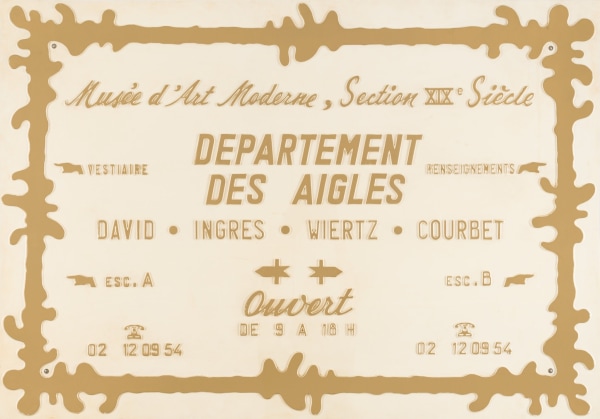 Musée d'Art Moderne, Section XIXe Siècle
DEPARTEMENT
DES AIGLES
VESTIAIRE
RENSEIGNEMENTS
DAVID • INGRES • WIERTZ • COURBET
ESC. A
ESC. B
Ouvert
DE 9 A 18 H
02 12 09 54
02 12 09 54